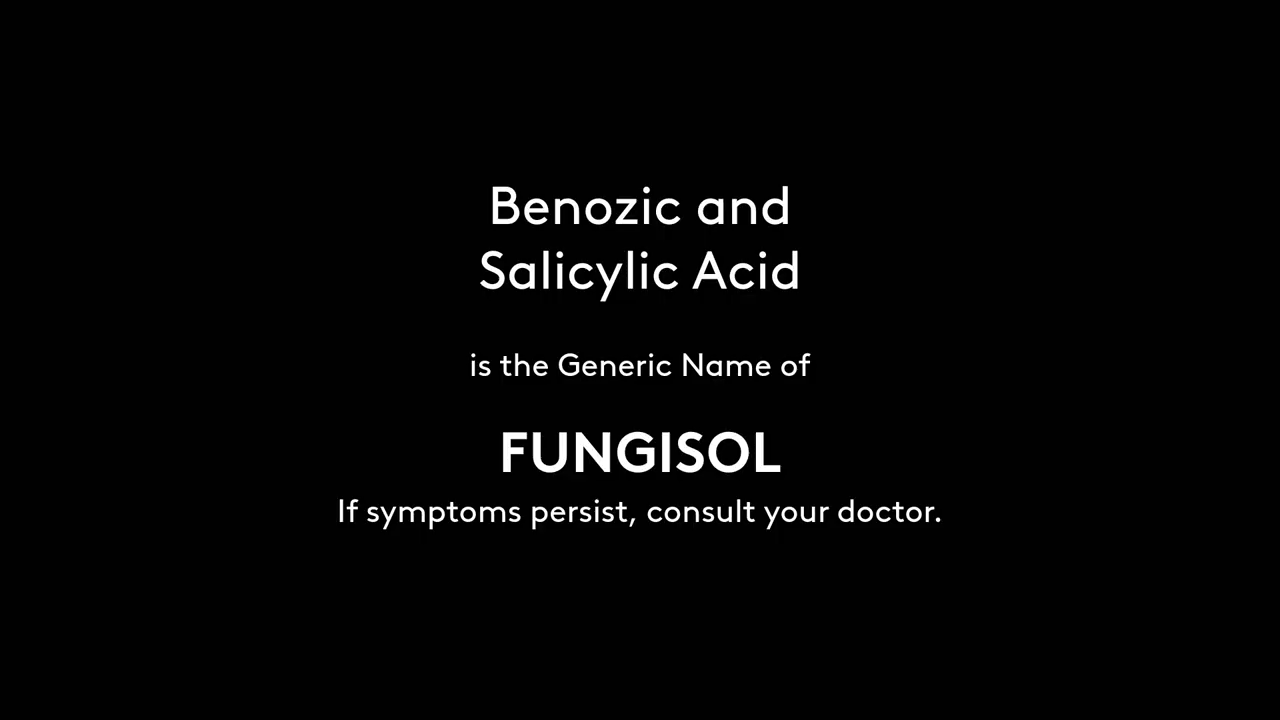 Benozic and
Salicylic Acid
is the Generic Name of
FUNGISOL
If symptoms persist, consult your doctor.